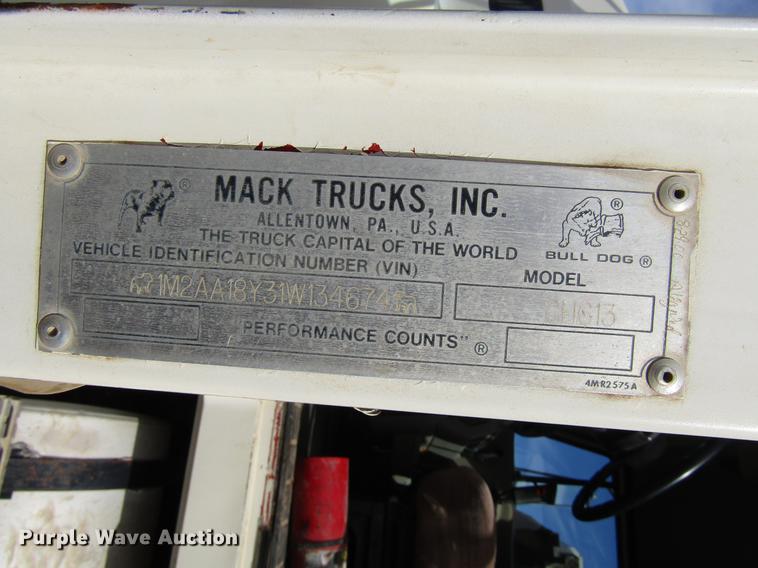 MACK TRUCKS, INC.
ALLENTOWN, PA., U.S.A.
THE TRUCK CAPITAL OF THE WORLD
VEHICLE IDENTIFICATION NUMBER (VIN)
1M2AA18Y31W134674
PERFORMANCE COUNTS" ®
®
®
BULL DOG ®
MODEL
CH613
4MR2575A
Purple Wave Auction